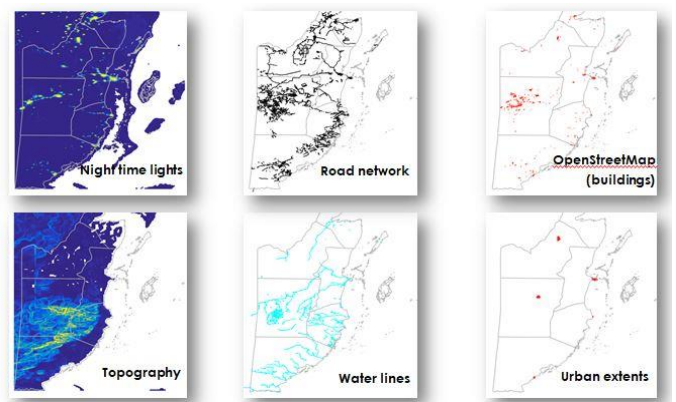 Night time lights
Road network
OpenStreetMap
(buildings)
Topography
Water lines
Urban extents